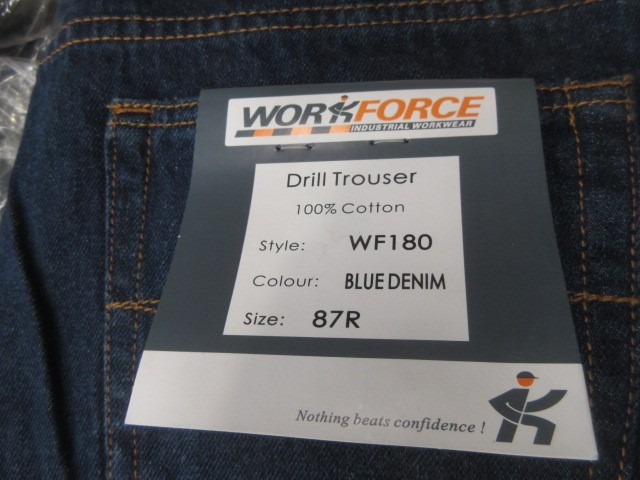 WORKFORCE
INDUSTRIAL WORKWEAR
Drill Trouser
100% Cotton
Style: WF180
Colour: BLUE DENIM
Size: 87R
Nothing beats confidence !